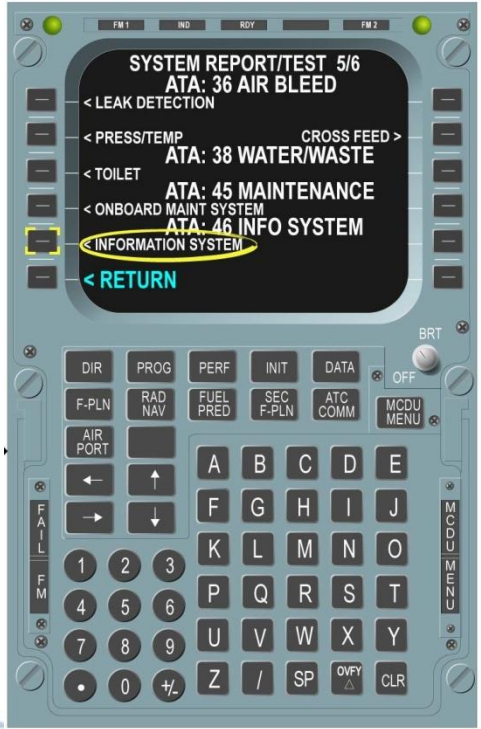 FM 1 IND RDY FM 2
SYSTEM REPORT/TEST 5/6
ATA: 36 AIR BLEED
< LEAK DETECTION
< PRESS/TEMP CROSS FEED >
ATA: 38 WATER/WASTE
< TOILET
ATA: 45 MAINTENANCE
< ONBOARD MAINT SYSTEM
ATA: 46 INFO SYSTEM
< INFORMATION SYSTEM
< RETURN
BRT
OFF
DIR PROG PERF INIT DATA
F-PLN RAD NAV FUEL PRED SEC F-PLN ATC COMM MCDU MENU
AIR PORT
← ↑
→ ↓
A B C D E
F G H I J
K L M N O
P Q R S T
U V W X Y
Z / SP OVFY △ CLR
1 2 3
4 5 6
7 8 9
• 0 +/-
FAIL FM
MCDU MENU